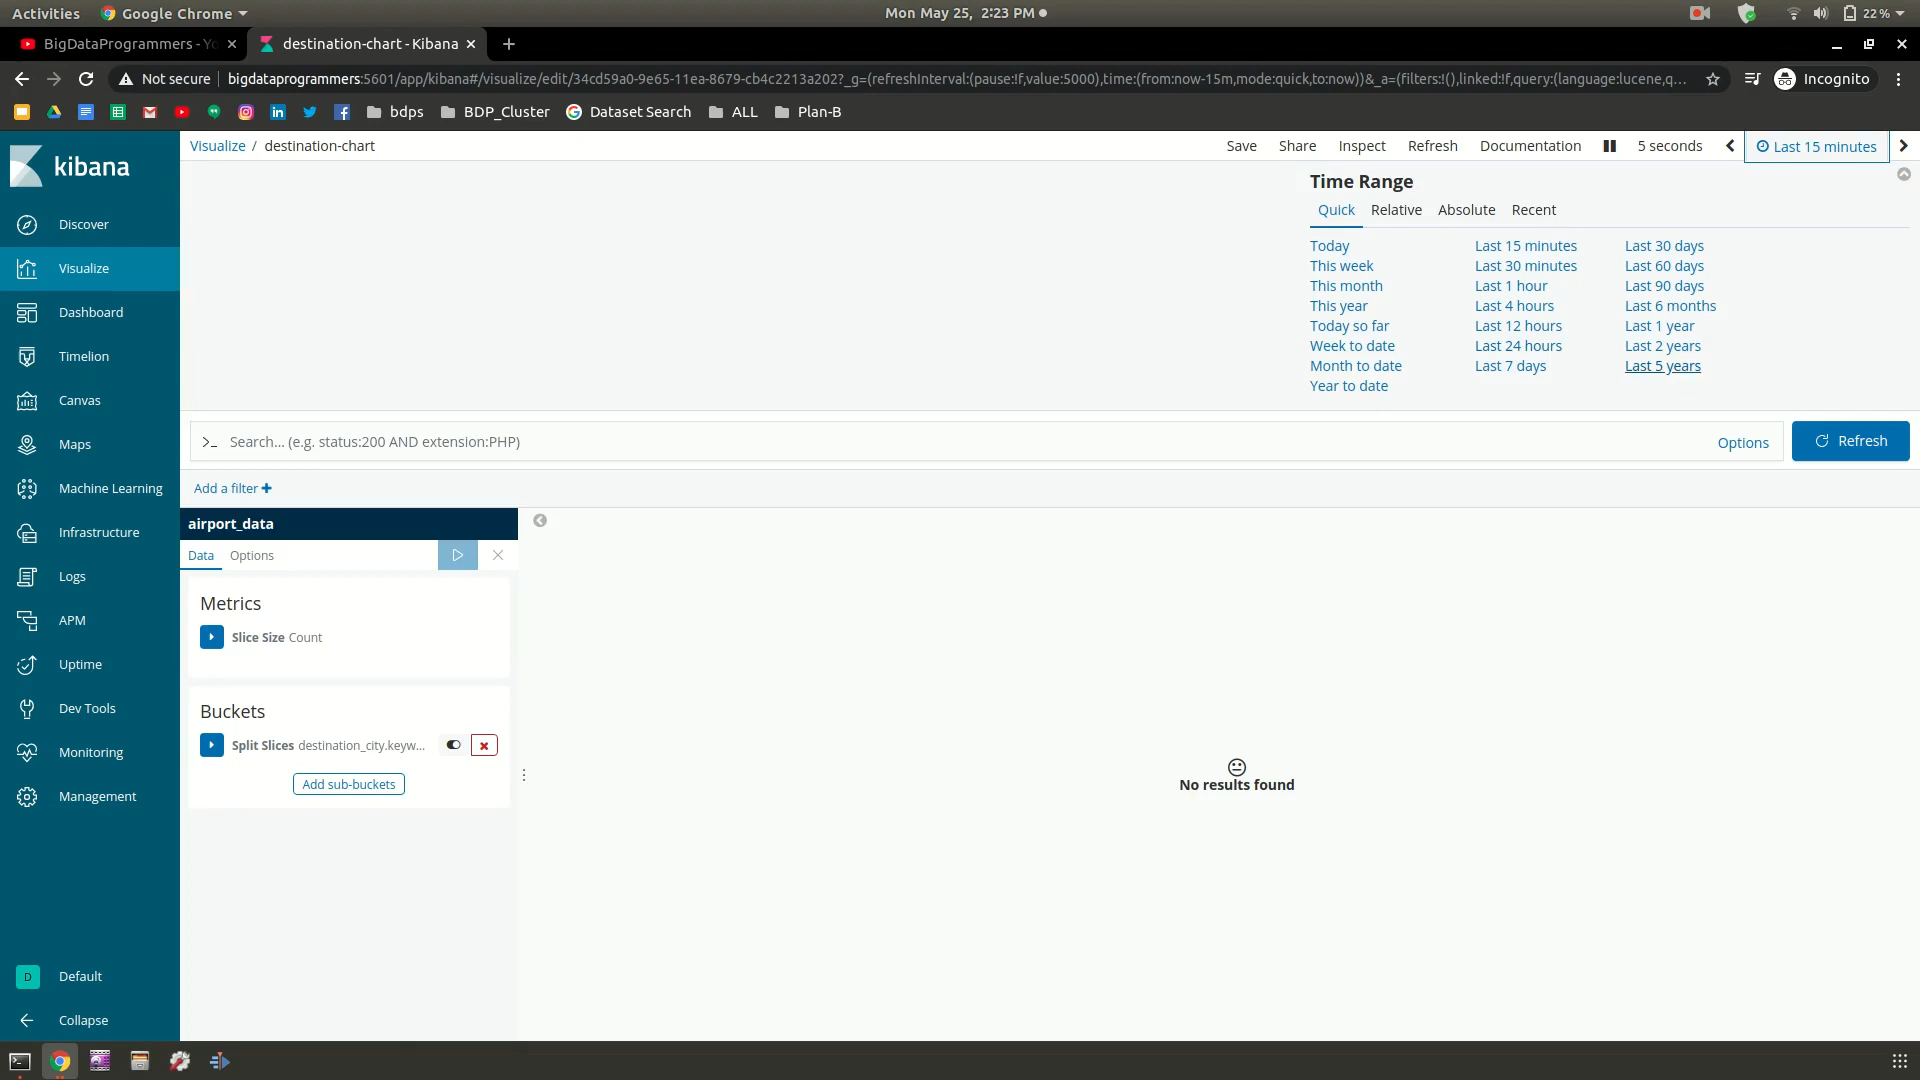 Activities Google Chrome Mon May 25, 2:23 PM 22 %
BigDataProgrammers - Yo destination-chart - Kibana
Not secure bigdataprogrammers:5601/app/kibana#/visualize/edit/34cd59a0-9e65-11ea-8679-cb4c2213a202?_g=(refreshInterval:(pause:!f,value:5000),time:(from:now-15m,mode:quick,to:now))&_a=(filters:!(),linked:!f,query:(language:lucene,q... Incognito
bdps BDP_Cluster Dataset Search ALL Plan-B
kibana
Visualize / destination-chart Save Share Inspect Refresh Documentation 5 seconds Last 15 minutes
Time Range
Quick Relative Absolute Recent
Today Last 15 minutes Last 30 days
This week Last 30 minutes Last 60 days
This month Last 1 hour Last 90 days
This year Last 4 hours Last 6 months
Today so far Last 12 hours Last 1 year
Week to date Last 24 hours Last 2 years
Month to date Last 7 days Last 5 years
Year to date
Discover
Visualize
Dashboard
Timelion
Canvas
Maps
Machine Learning
Infrastructure
Logs
APM
Uptime
Dev Tools
Monitoring
Management
D Default
Collapse
>_ Search... (e.g. status:200 AND extension:PHP) Options Refresh
Add a filter +
airport_data
Data Options
Metrics
Slice Size Count
Buckets
Split Slices destination_city.keyw...
Add sub-buckets
No results found